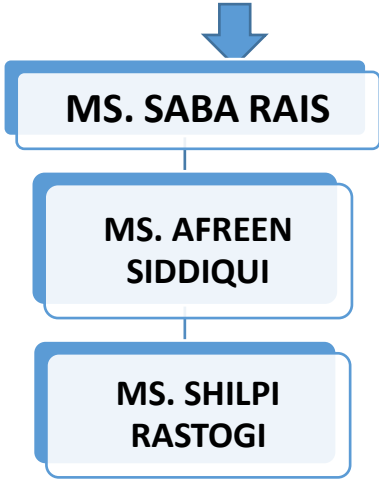 MS. SABA RAIS
MS. AFREEN
SIDDIQUI
MS. SHILPI
RASTOGI